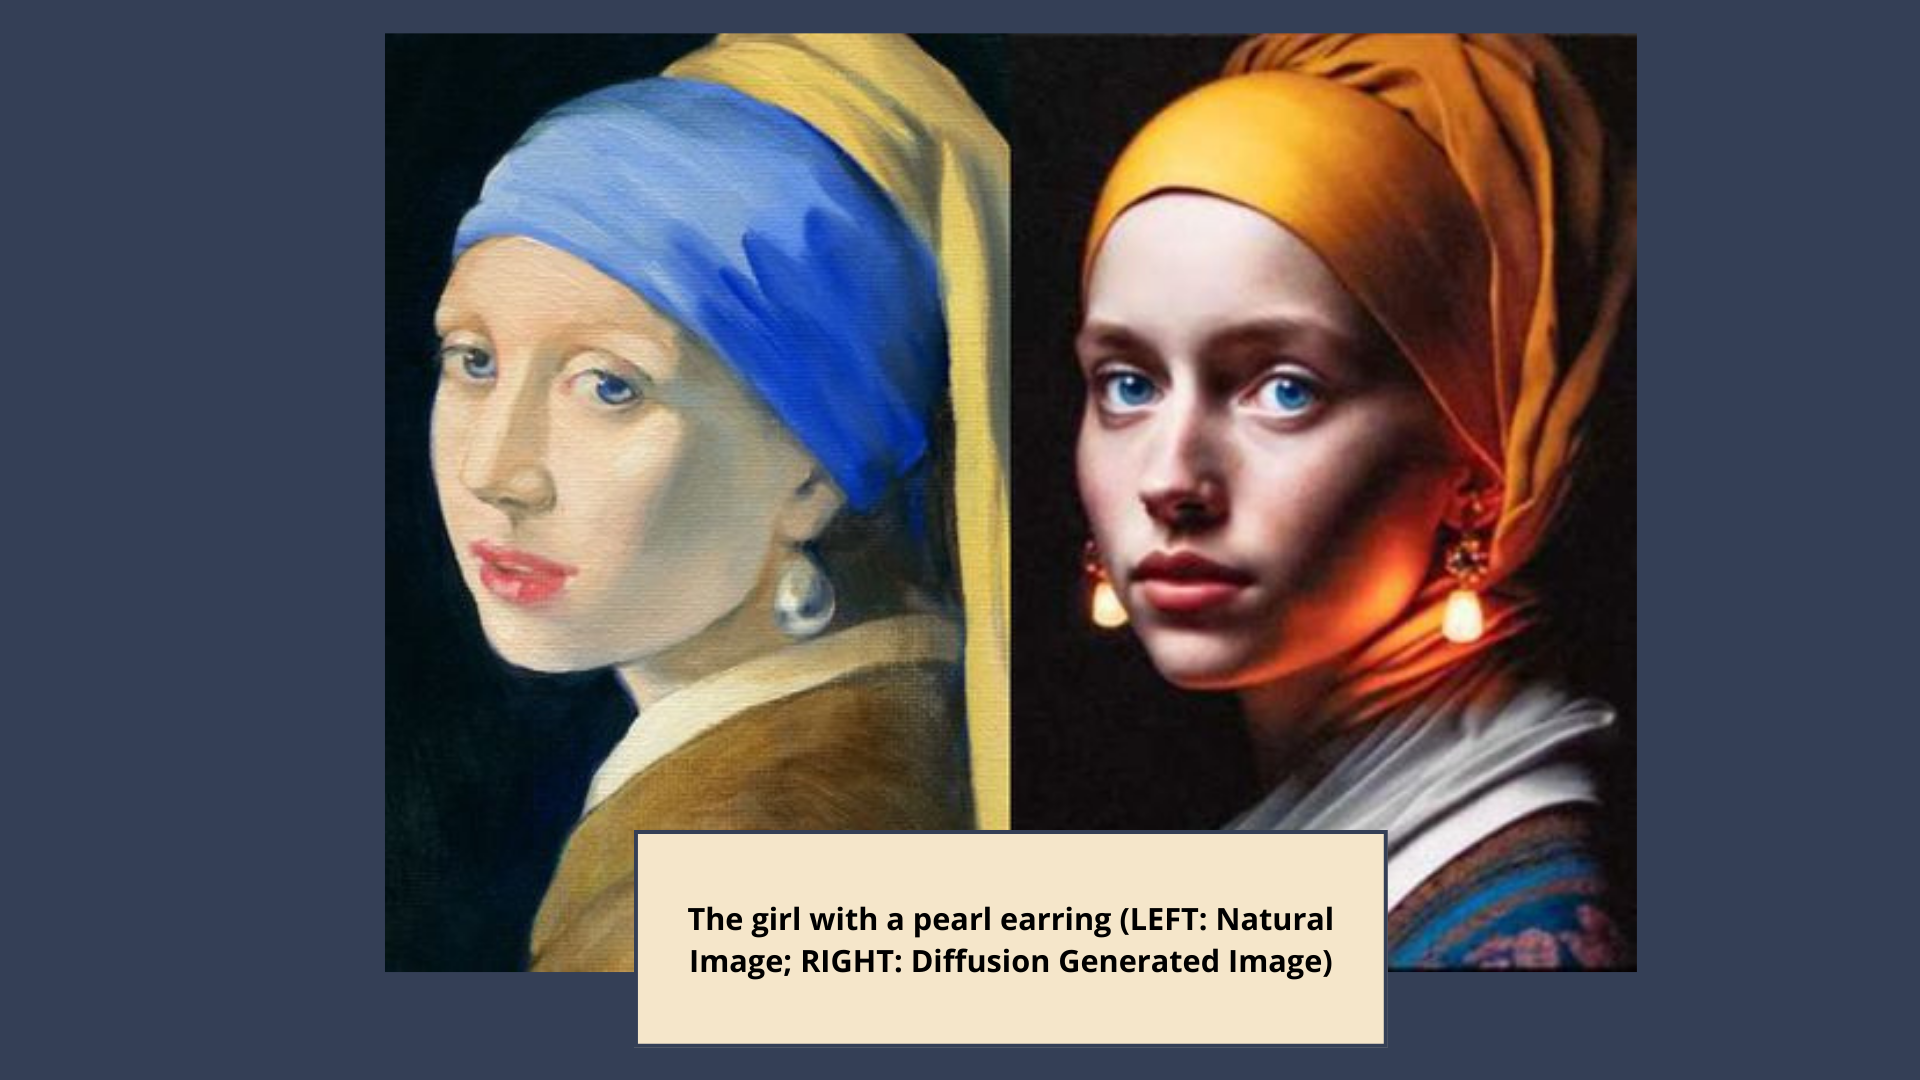 The girl with a pearl earring (LEFT: Natural
Image; RIGHT: Diffusion Generated Image)